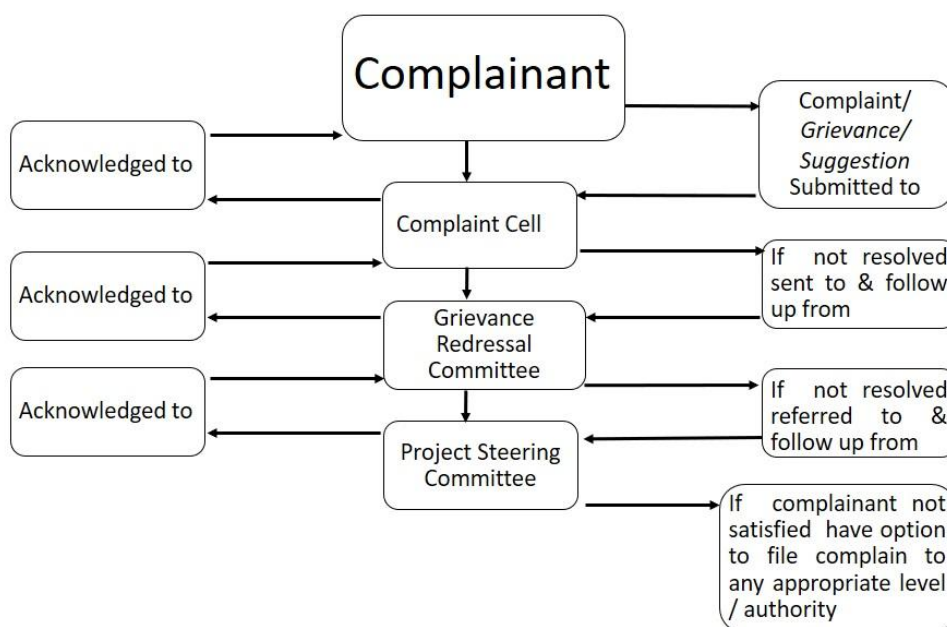 Complainant
Complaint/
Grievance/
Suggestion
Submitted to
Acknowledged to
Complaint Cell
If not resolved
sent to & follow
up from
Acknowledged to
Grievance
Redressal
Committee
If not resolved
referred to &
follow up from
Acknowledged to
Project Steering
Committee
If complainant not
satisfied have option
to file complain to
any appropriate level
/ authority